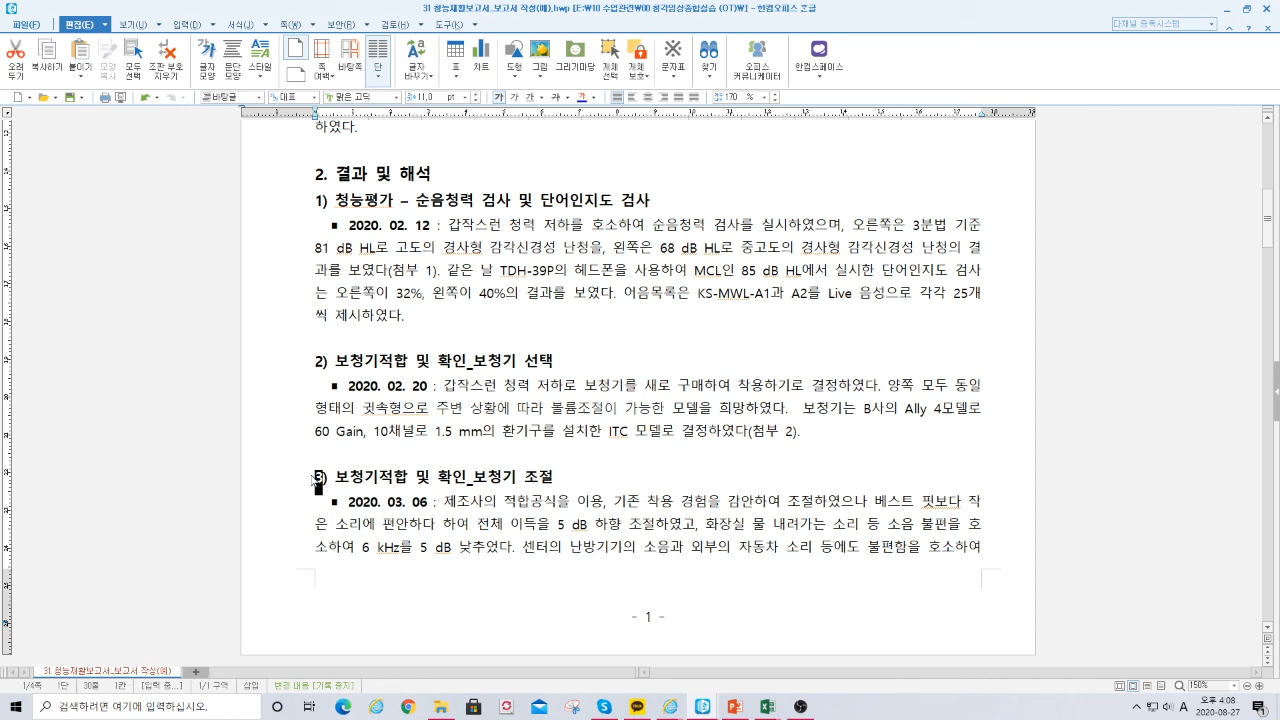 31 청능재활보고서_보고서 작성(예).hwp [E:₩10 수업관련₩00 청각임상종합실습 (OT)₩] - 한컴오피스 흔글
파일(F) 편집(E) 보기(U) 입력(D) 서식(J) 쪽(W) 보안(R) 검토(H) 도구(K)
오려 두기 복사하기 붙이기 모양 복사 모두 선택 조판 부호 지우기 글자 모양 문단 모양 스타일 쪽 여백 바탕쪽 단 글자 바꾸기 표 차트 도형 그림 그리기마당 개체 선택 개체 보호 문자표 찾기 오피스 커뮤니케이터 한컴스페이스
바탕글 대표 맑은 고딕 11.0 pt 170 %
하였다.
2. 결과 및 해석
1) 청능평가 – 순음청력 검사 및 단어인지도 검사
▪ 2020. 02. 12 : 갑작스런 청력 저하를 호소하여 순음청력 검사를 실시하였으며, 오른쪽은 3분법 기준
81 dB HL로 고도의 경사형 감각신경성 난청을, 왼쪽은 68 dB HL로 중고도의 경사형 감각신경성 난청의 결
과를 보였다(첨부 1). 같은 날 TDH-39P의 헤드폰을 사용하여 MCL인 85 dB HL에서 실시한 단어인지도 검사
는 오른쪽이 32%, 왼쪽이 40%의 결과를 보였다. 어음목록은 KS-MWL-A1과 A2를 Live 음성으로 각각 25개
씩 제시하였다.
2) 보청기적합 및 확인_보청기 선택
▪ 2020. 02. 20 : 갑작스런 청력 저하로 보청기를 새로 구매하여 착용하기로 결정하였다. 양쪽 모두 동일
형태의 귓속형으로 주변 상황에 따라 볼륨조절이 가능한 모델을 희망하였다. 보청기는 B사의 Ally 4모델로
60 Gain, 10채널로 1.5 mm의 환기구를 설치한 ITC 모델로 결정하였다(첨부 2).
3) 보청기적합 및 확인_보청기 조절
▪ 2020. 03. 06 : 제조사의 적합공식을 이용, 기존 착용 경험을 감안하여 조절하였으나 베스트 핏보다 작
은 소리에 편안하다 하여 전체 이득을 5 dB 하향 조절하였고, 화장실 물 내려가는 소리 등 소음 불편을 호
소하여 6 kHz를 5 dB 낮추었다. 센터의 난방기기의 소음과 외부의 자동차 소리 등에도 불편함을 호소하여
- 1 -
31 청능재활보고서_보고서 작성(예)
1/4쪽 1단 30줄 1칸 [입력 중...] 1/1 구역 삽입 변경 내용 [기록 중지] 150%
검색하려면 여기에 입력하십시오. A 오후 4:08
2020-08-27